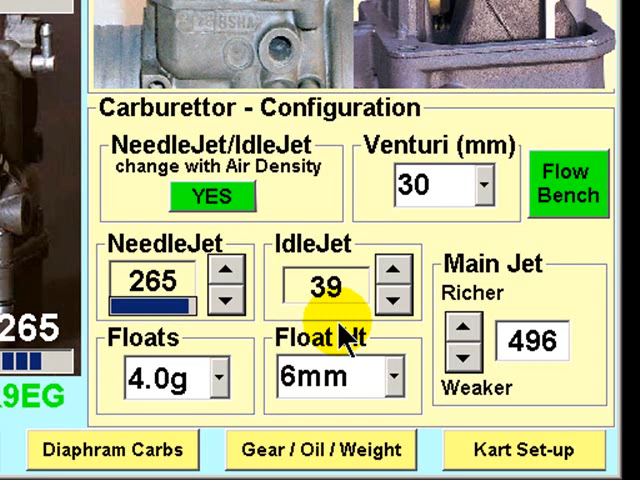 Carburettor - Configuration
NeedleJet/IdleJet
change with Air Density
YES
Venturi (mm)
30
Flow
Bench
NeedleJet
265
IdleJet
39
Main Jet
Richer
496
Weaker
Floats
4.0g
6mm
265
9EG
Diaphram Carbs
Gear / Oil / Weight
Kart Set-up